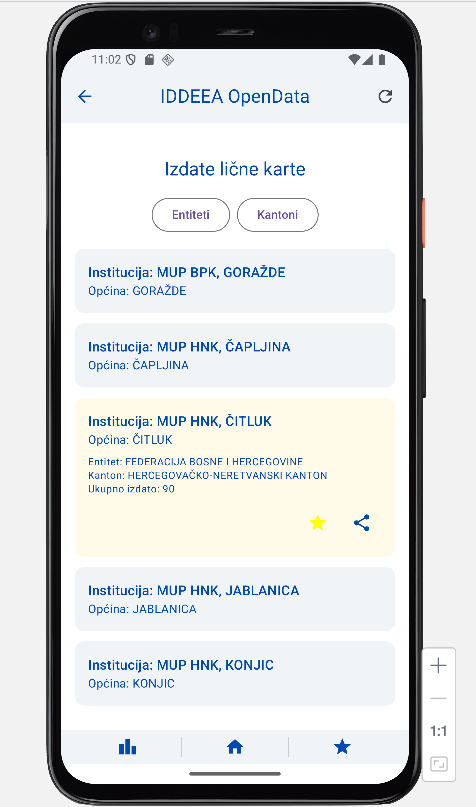 11:02
IDDEEA OpenData
Izdate lične karte
Entiteti
Kantoni
Institucija: MUP BPK, GORAŽDE
Općina: GORAŽDE
Institucija: MUP HNK, ČAPLJINA
Općina: ČAPLJINA
Institucija: MUP HNK, ČITLUK
Općina: ČITLUK
Entitet: FEDERACIJA BOSNE I HERCEGOVINE
Kanton: HERCEGOVAČKO-NERETVANSKI KANTON
Ukupno izdato: 90
Institucija: MUP HNK, JABLANICA
Općina: JABLANICA
Institucija: MUP HNK, KONJIC
Općina: KONJIC
1:1